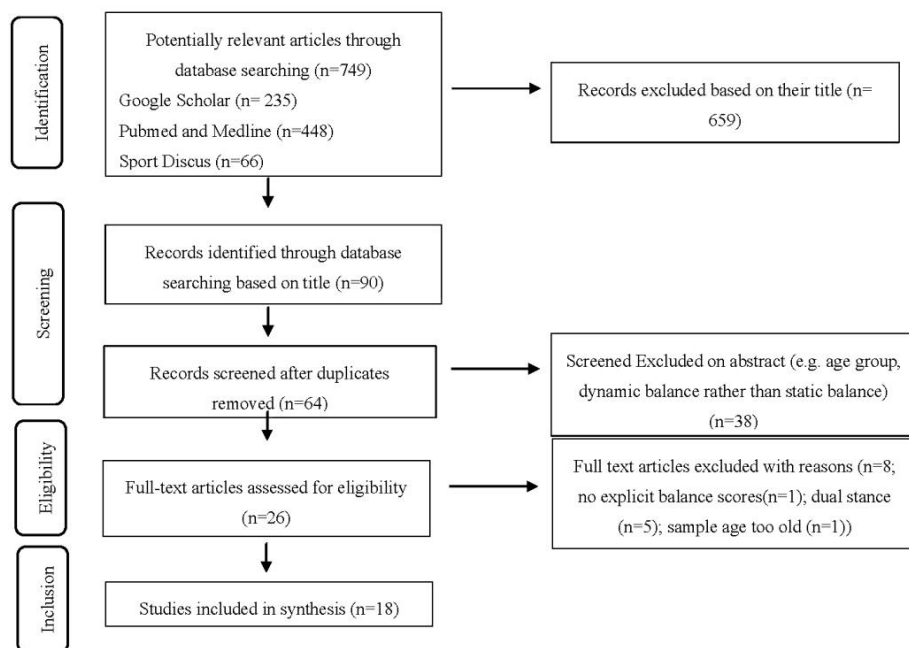 Identification
Potentially relevant articles through
database searching (n=749)
Google Scholar (n= 235)
Pubmed and Medline (n=448)
Sport Discus (n=66)
Records excluded based on their title (n=
659)
Screening
Records identified through database
searching based on title (n=90)
Records screened after duplicates
removed (n=64)
Screened Excluded on abstract (e.g. age group,
dynamic balance rather than static balance)
(n=38)
Eligibility
Full-text articles assessed for eligibility
(n=26)
Full text articles excluded with reasons (n=8;
no explicit balance scores(n=1); dual stance
(n=5); sample age too old (n=1))
Inclusion
Studies included in synthesis (n=18)